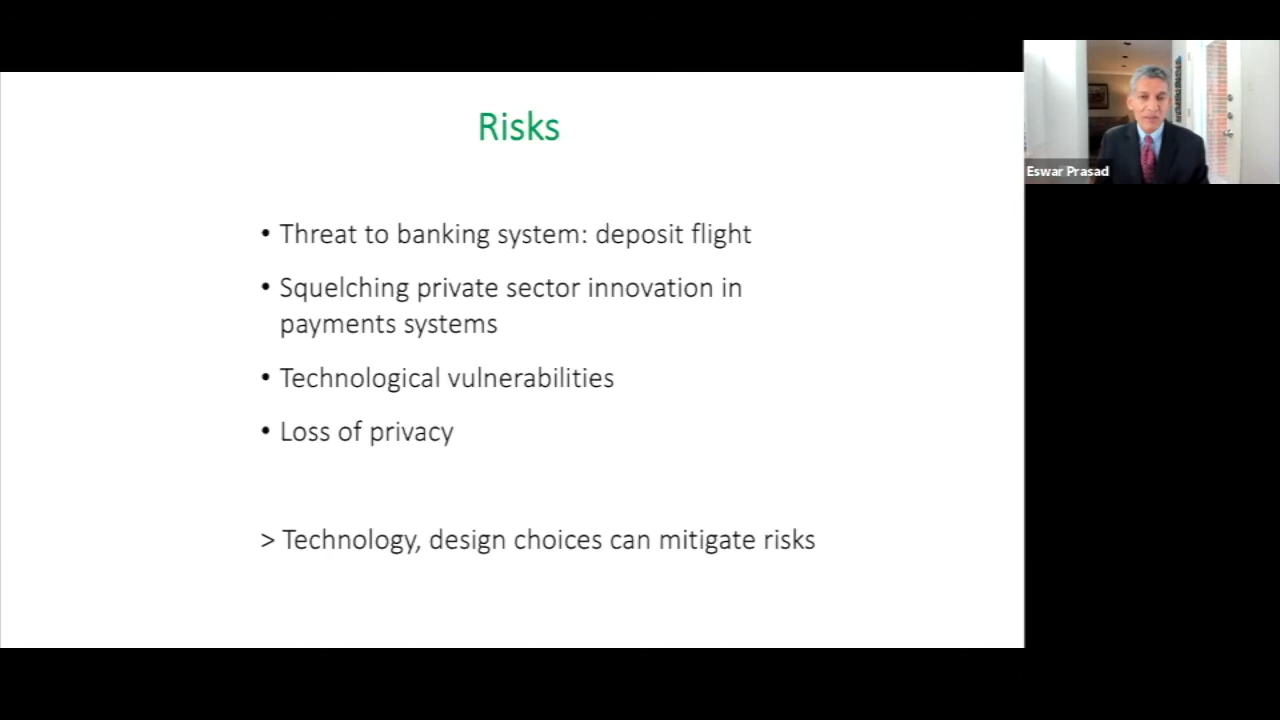 Risks
• Threat to banking system: deposit flight
• Squelching private sector innovation in
payments systems
• Technological vulnerabilities
• Loss of privacy
> Technology, design choices can mitigate risks
Eswar Prasad